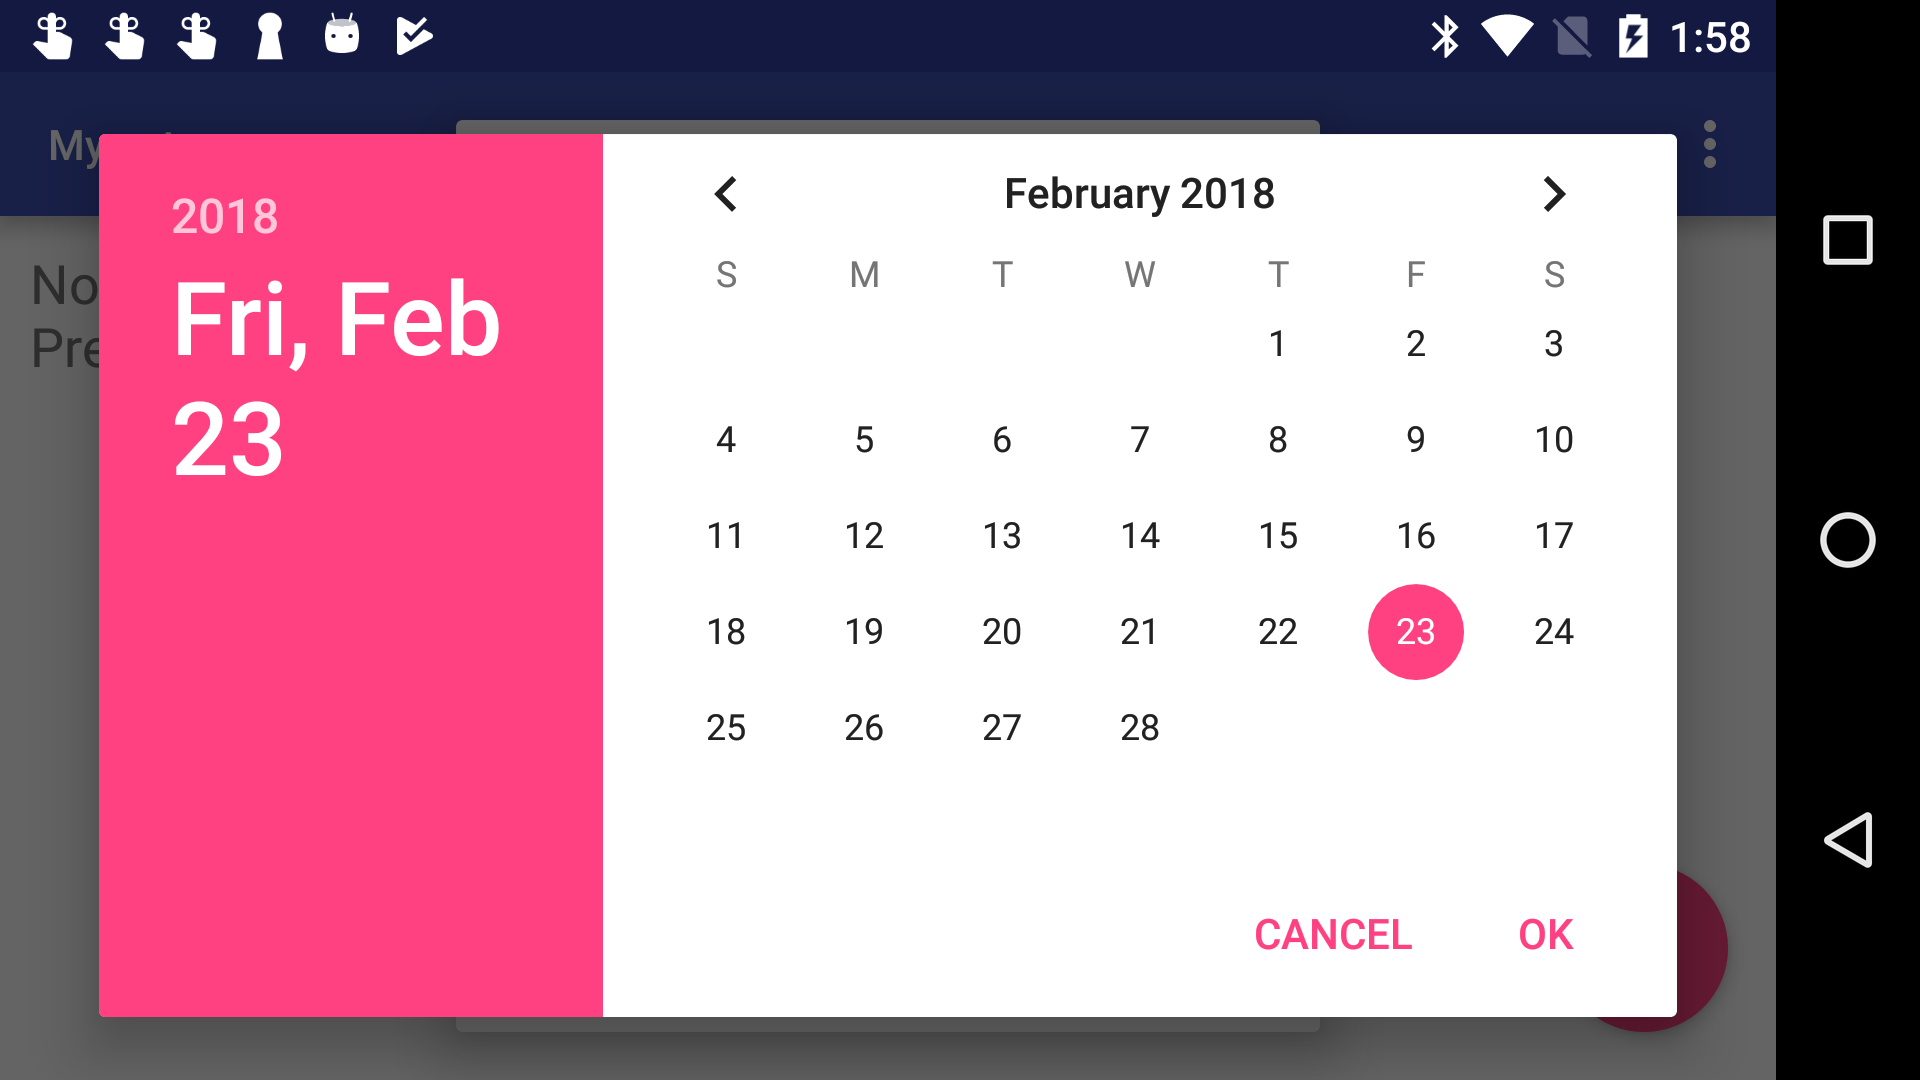 1:58
My
2018
Fri, Feb
23
February 2018
S M T W T F S
1 2 3
4 5 6 7 8 9 10
11 12 13 14 15 16 17
18 19 20 21 22 23 24
25 26 27 28
CANCEL OK